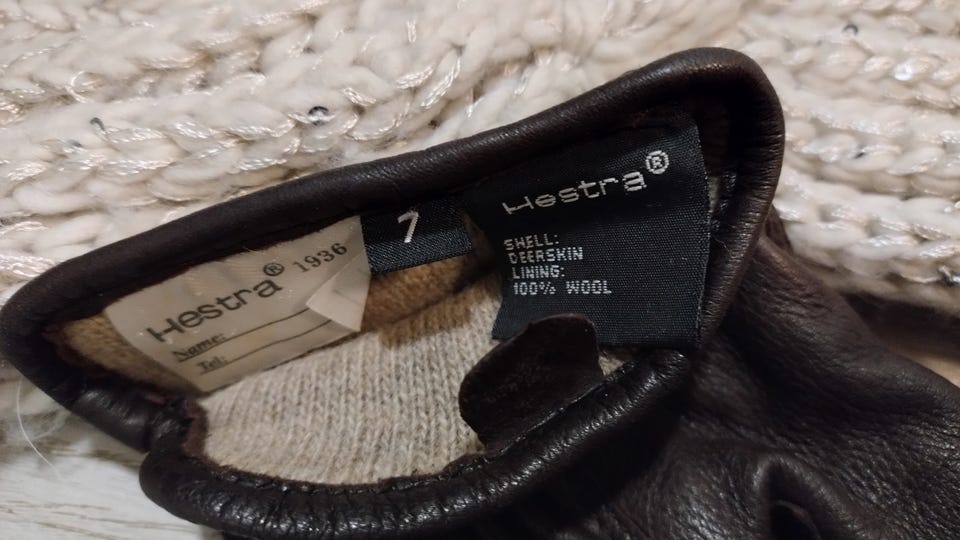 Hestra® 1936
Name:
Tel:
7
Hestra®
SHELL:
DEERSKIN
LINING:
100% WOOL